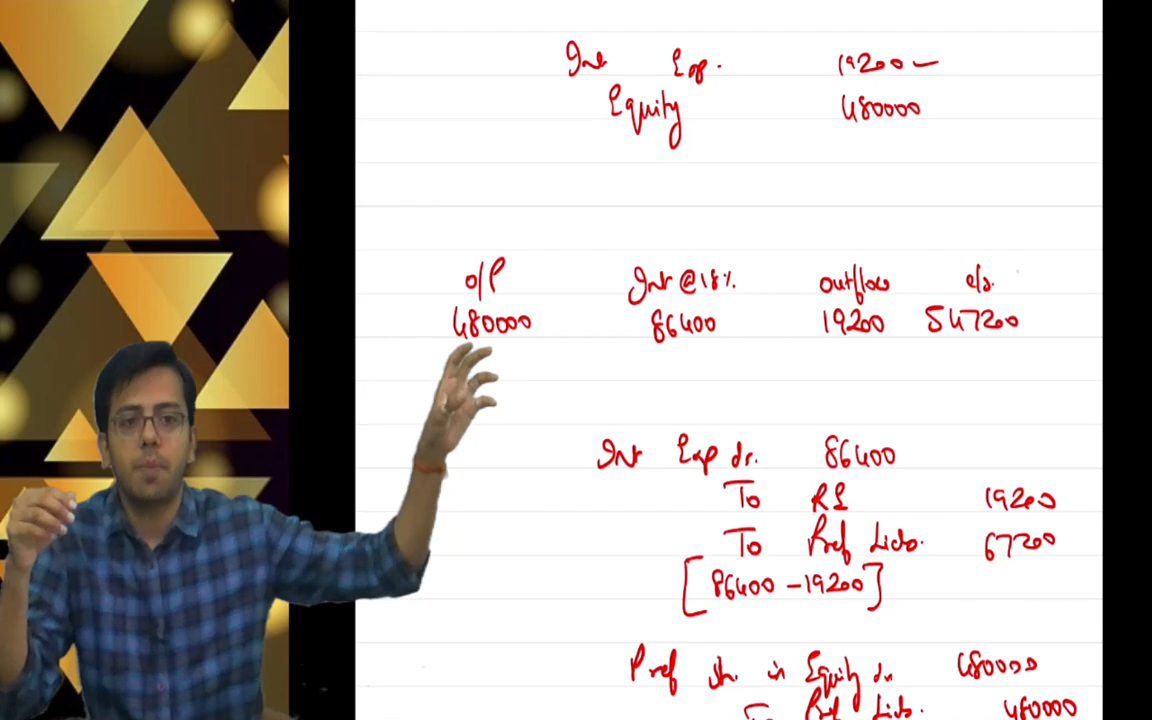 Int Exp. 19200 -
Equity 480000
O/P Int @ 18% outflow c/s.
480000 86400 19200 547200
Int Exp dr. 86400
To RE 19200
To Pref Liab. 67200
[86400 - 19200]
Pref sh. in Equity dr 480000
To Pref Liab. 480000